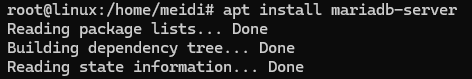 root@linux:/home/meidi# apt install mariadb-server
Reading package lists... Done
Building dependency tree... Done
Reading state information... Done